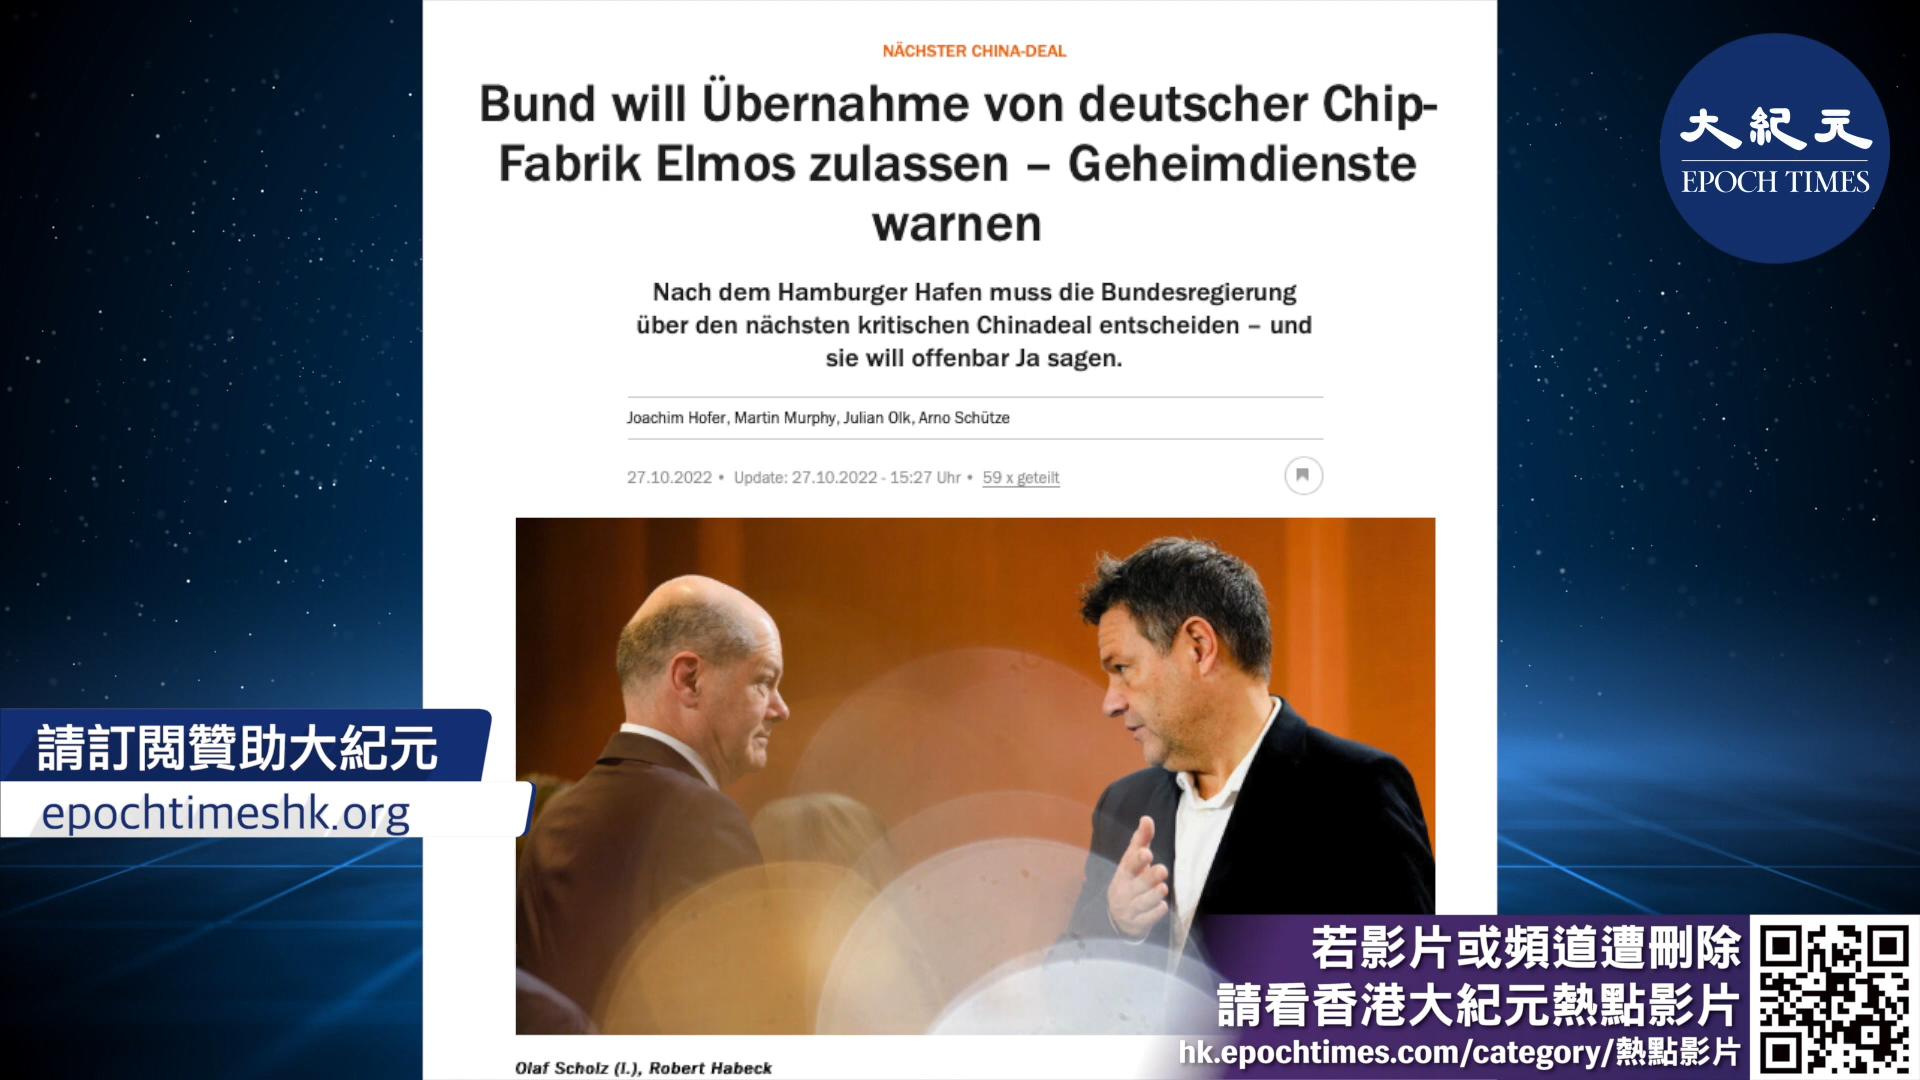 NÄCHSTER CHINA-DEAL
Bund will Übernahme von deutscher Chip-
Fabrik Elmos zulassen – Geheimdienste
warnen
Nach dem Hamburger Hafen muss die Bundesregierung
über den nächsten kritischen Chinadeal entscheiden – und
sie will offenbar Ja sagen.
Joachim Hofer, Martin Murphy, Julian Olk, Arno Schütze
27.10.2022 • Update: 27.10.2022 - 15:27 Uhr • 59 x geteilt
Olaf Scholz (l.), Robert Habeck
大紀元
EPOCH TIMES
請訂閱贊助大紀元
epochtimeshk.org
若影片或頻道遭刪除
請看香港大紀元熱點影片
hk.epochtimes.com/category/熱點影片